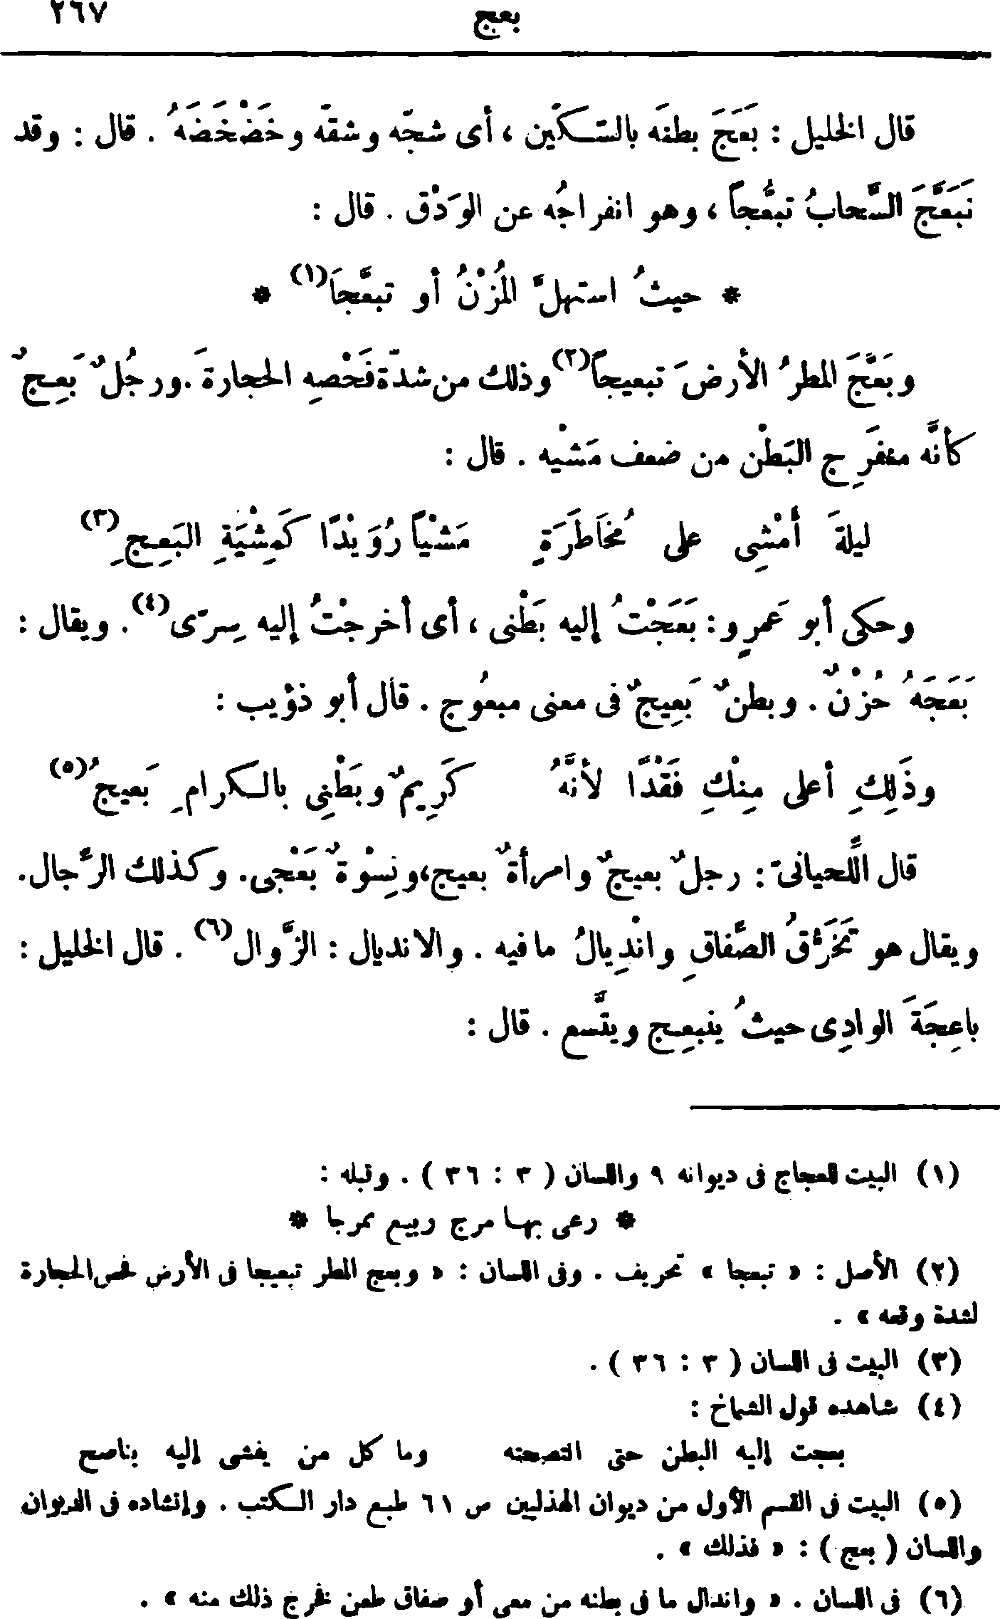 بعج ٢٦٧
قال الخليل : بَعَجَ بطنَه بالسّكّين ، أى شجّه وشقّه وخَضْخَضَهُ . قال : وقد
تَبَعَّجَ السَّحابُ تبعُّجاً ، وهو انفراجُه عن الوَدْق . قال :
* حيثُ استهلَّ المُزْنُ أو تبعَّجَا(١) *
وبَعَّجَ المطرُ الأرضَ تبعيجاً(٢) وذلك من شدّة فَحْصِهِ الحجارةَ . ورجُلٌ بَعِجٌ
كأنَّه منفرِج البَطْن من ضعف مَشْيه . قال :
ليلةَ أَمْشِى على مُخَاطَرَةٍ مَشْياً رُوَيْدًا كَمِشْيَةِ البَعِجِ(٣)
وحكى أبو عَمرٍو : بَعَجْتُ إليه بَطْنى ، أى أخرجْتُ إليه سِرّى(٤) . ويقال :
بَعَجَهُ حُزْنٌ . وبطنٌ بَعِيجٌ فى معنى مبعُوج . قال أبو ذؤيب :
وذَلِكِ أعلى مِنْكِ فَقْدًا لأنَّهُ كَرِيمٌ وبَطْنِى بالكرامِ بَعيجُ(٥)
قال اللِّحيانىّ : رجلٌ بعيجٌ وامرأةٌ بعيج، ونِسْوةٌ بَعْجى. وكذلك الرِّجال.
ويقال هو تَخَرُّقُ الصِّفاقِ وانْدِيالُ ما فيه . والانديال : الزَّوال(٦) . قال الخليل :
باعِجَةَ الوادِى حيثُ ينبعِج ويتَّسع . قال :
(١) البيت للعجاج فى ديوانه ٩ واللسان ( ٣ : ٣٦ ) . وقبله :
* رعى بها مرج ربيع ممرجا *
(٢) الأصل : « تبعجا » تحريف . وفى اللسان : « وبعج المطر تبعيجا فى الأرض فحص الحجارة
لشدة وقعه » .
(٣) البيت فى اللسان ( ٣ : ٣٦ ) .
(٤) شاهده قول الشماخ :
بعجت إليه البطن حتى انتصحته وما كل من يفشى إليه بناصح
(٥) البيت فى القسم الأول من ديوان الهذليين ص ٦١ طبع دار الكتب . وإنشاده فى الديوان
واللسان ( بعج ) : « فذلك » .
(٦) فى اللسان . « واندال ما فى بطنه من معى أو صفاق طعن فخرج ذلك منه » .